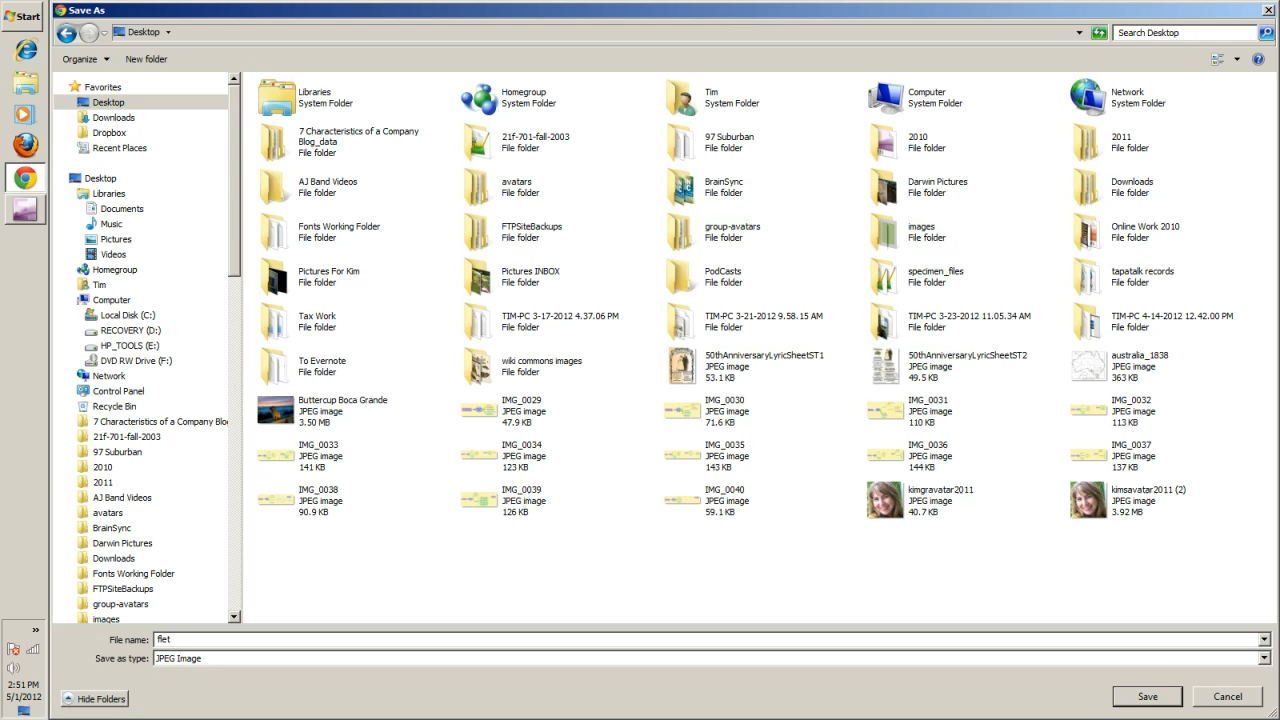 Start
Save As
Desktop
Search Desktop
Organize
New folder
Favorites
Desktop
Downloads
Dropbox
Recent Places
Desktop
Libraries
Documents
Music
Pictures
Videos
Homegroup
Tim
Computer
Local Disk (C:)
RECOVERY (D:)
HP_TOOLS (E:)
DVD RW Drive (F:)
Network
Control Panel
Recycle Bin
7 Characteristics of a Company Blo
21f-701-fall-2003
97 Suburban
2010
2011
AJ Band Videos
avatars
BrainSync
Darwin Pictures
Downloads
Fonts Working Folder
FTPSiteBackups
group-avatars
images
Libraries
System Folder
Homegroup
System Folder
Tim
System Folder
Computer
System Folder
Network
System Folder
7 Characteristics of a Company
Blog_data
File folder
21f-701-fall-2003
File folder
97 Suburban
File folder
2010
File folder
2011
File folder
AJ Band Videos
File folder
avatars
File folder
BrainSync
File folder
Darwin Pictures
File folder
Downloads
File folder
Fonts Working Folder
File folder
FTPSiteBackups
File folder
group-avatars
File folder
images
File folder
Online Work 2010
File folder
Pictures For Kim
File folder
Pictures INBOX
File folder
PodCasts
File folder
specimen_files
File folder
tapatalk records
File folder
Tax Work
File folder
TIM-PC 3-17-2012 4.37.06 PM
File folder
TIM-PC 3-21-2012 9.58.15 AM
File folder
TIM-PC 3-23-2012 11.05.34 AM
File folder
TIM-PC 4-14-2012 12.42.00 PM
File folder
To Evernote
File folder
wiki commons images
File folder
50thAnniversaryLyricSheetST1
JPEG image
53.1 KB
50thAnniversaryLyricSheetST2
JPEG image
49.5 KB
australia_1838
JPEG image
363 KB
Buttercup Boca Grande
JPEG image
3.50 MB
IMG_0029
JPEG image
47.9 KB
IMG_0030
JPEG image
71.6 KB
IMG_0031
JPEG image
110 KB
IMG_0032
JPEG image
113 KB
IMG_0033
JPEG image
141 KB
IMG_0034
JPEG image
123 KB
IMG_0035
JPEG image
143 KB
IMG_0036
JPEG image
144 KB
IMG_0037
JPEG image
137 KB
IMG_0038
JPEG image
90.9 KB
IMG_0039
JPEG image
126 KB
IMG_0040
JPEG image
59.1 KB
kimgravatar2011
JPEG image
40.7 KB
kimsavatar2011 (2)
JPEG image
3.92 MB
File name: flet
Save as type: JPEG Image
Hide Folders
Save
Cancel
2:51 PM
5/1/2012